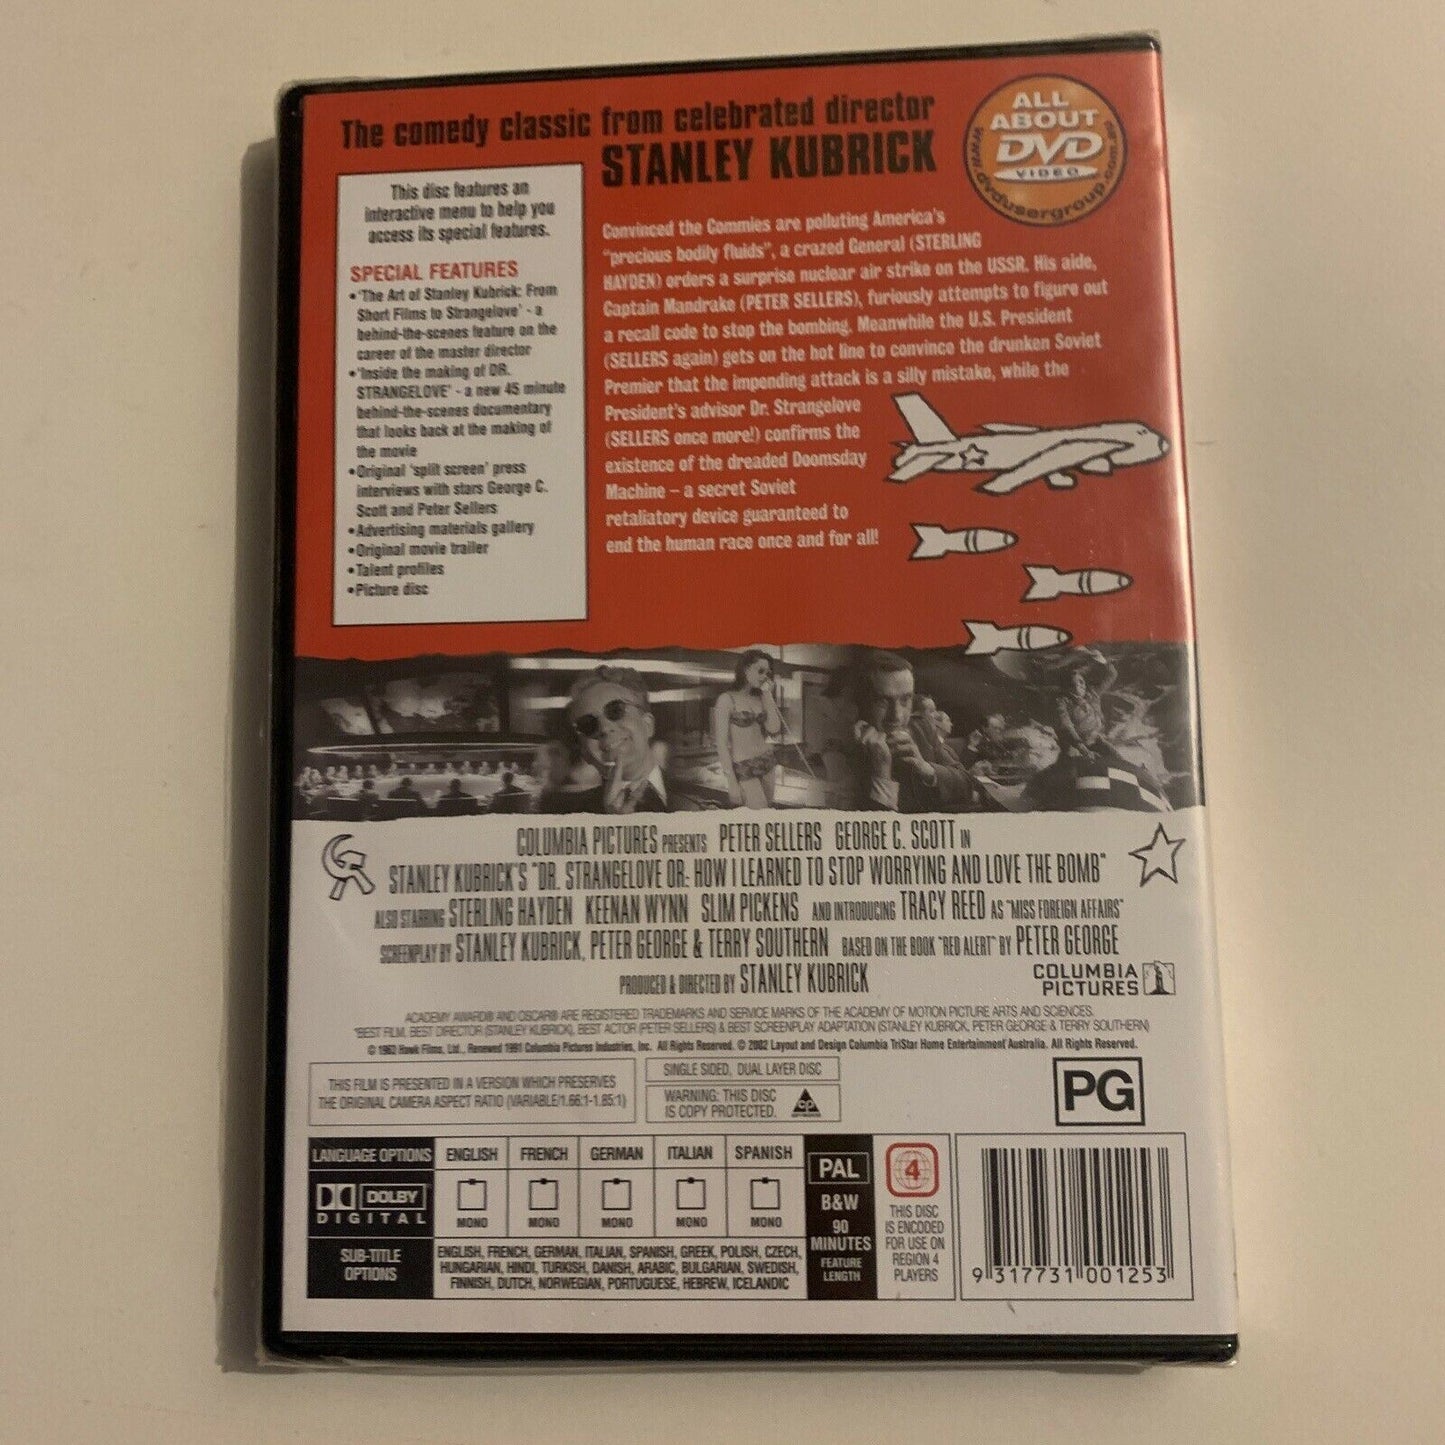 The comedy classic from celebrated director
STANLEY KUBRICK
ALL
ABOUT
DVD
VIDEO
This disc features an
interactive menu to help you
access its special features.
SPECIAL FEATURES
•'The Art of Stanley Kubrick: From
Short Films to Strangelove' - a
behind-the-scenes feature on the
career of the master director
•'Inside the making of DR.
STRANGELOVE' - a new 45 minute
behind-the-scenes documentary
that looks back at the making of
the movie
•Original 'split screen' press
interviews with stars George C.
Scott and Peter Sellers
•Advertising materials gallery
•Original movie trailer
•Talent profiles
•Picture disc
Convinced the Commies are polluting America's
"precious bodily fluids", a crazed General (STERLING
HAYDEN) orders a surprise nuclear air strike on the USSR. His aide,
Captain Mandrake (PETER SELLERS), furiously attempts to figure out
a recall code to stop the bombing. Meanwhile the U.S. President
(SELLERS again) gets on the hot line to convince the drunken Soviet
Premier that the impending attack is a silly mistake, while the
President's advisor Dr. Strangelove
(SELLERS once more!) confirms the
existence of the dreaded Doomsday
Machine – a secret Soviet
retaliatory device guaranteed to
end the human race once and for all!
COLUMBIA PICTURES PRESENTS PETER SELLERS GEORGE C. SCOTT IN
STANLEY KUBRICK'S "DR. STRANGELOVE OR: HOW I LEARNED TO STOP WORRYING AND LOVE THE BOMB"
ALSO STARRING STERLING HAYDEN KEENAN WYNN SLIM PICKENS AND INTRODUCING TRACY REED AS "MISS FOREIGN AFFAIRS"
SCREENPLAY BY STANLEY KUBRICK, PETER GEORGE & TERRY SOUTHERN BASED ON THE BOOK "RED ALERT" BY PETER GEORGE
PRODUCED & DIRECTED BY STANLEY KUBRICK
COLUMBIA
PICTURES
ACADEMY AWARD® AND OSCAR® ARE REGISTERED TRADEMARKS AND SERVICE MARKS OF THE ACADEMY OF MOTION PICTURE ARTS AND SCIENCES.
*BEST FILM, BEST DIRECTOR (STANLEY KUBRICK), BEST ACTOR (PETER SELLERS) & BEST SCREENPLAY ADAPTATION (STANLEY KUBRICK, PETER GEORGE & TERRY SOUTHERN)
© 1963 Hawk Films, Ltd., Renewed 1991 Columbia Pictures Industries, Inc. All Rights Reserved. © 2002 Layout and Design Columbia TriStar Home Entertainment Australia. All Rights Reserved.
THIS FILM IS PRESENTED IN A VERSION WHICH PRESERVES
THE ORIGINAL CAMERA ASPECT RATIO (VARIABLE/1.66:1-1.85:1)
SINGLE SIDED, DUAL LAYER DISC
WARNING: THIS DISC
IS COPY PROTECTED.
PG
LANGUAGE OPTIONS
ENGLISH FRENCH GERMAN ITALIAN SPANISH
DOLBY
DIGITAL
MONO MONO MONO MONO MONO
SUB-TITLE
OPTIONS
ENGLISH, FRENCH, GERMAN, ITALIAN, SPANISH, GREEK, POLISH, CZECH,
HUNGARIAN, HINDI, TURKISH, DANISH, ARABIC, BULGARIAN, SWEDISH,
FINNISH, DUTCH, NORWEGIAN, PORTUGUESE, HEBREW, ICELANDIC
PAL
B&W
90
MINUTES
FEATURE
LENGTH
4
THIS DISC
IS ENCODED
FOR USE ON
REGION 4
PLAYERS
9 317731 001253